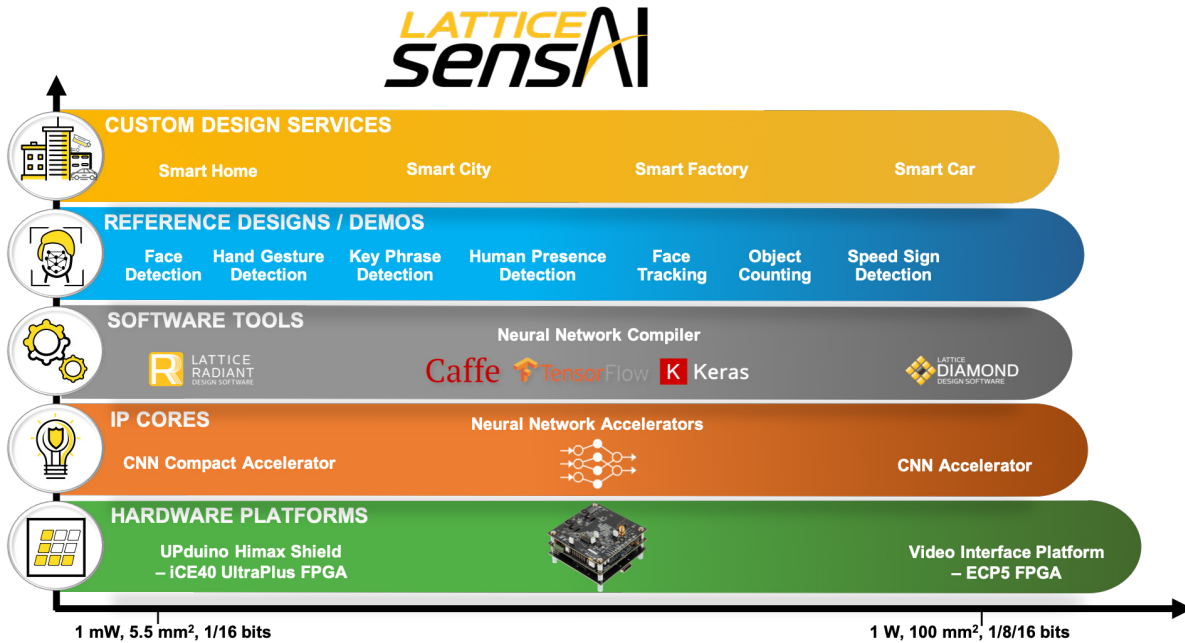 LATTICE
sensAI
CUSTOM DESIGN SERVICES
Smart Home
Smart City
Smart Factory
Smart Car
REFERENCE DESIGNS / DEMOS
Face
Detection
Hand Gesture
Detection
Key Phrase
Detection
Human Presence
Detection
Face
Tracking
Object
Counting
Speed Sign
Detection
SOFTWARE TOOLS
Neural Network Compiler
R
LATTICE
RADIANT
DESIGN SOFTWARE
Caffe
TensorFlow
K Keras
LATTICE
DIAMOND
DESIGN SOFTWARE
IP CORES
Neural Network Accelerators
CNN Compact Accelerator
CNN Accelerator
HARDWARE PLATFORMS
UPduino Himax Shield
– iCE40 UltraPlus FPGA
Video Interface Platform
– ECP5 FPGA
1 mW, 5.5 mm², 1/16 bits
1 W, 100 mm², 1/8/16 bits